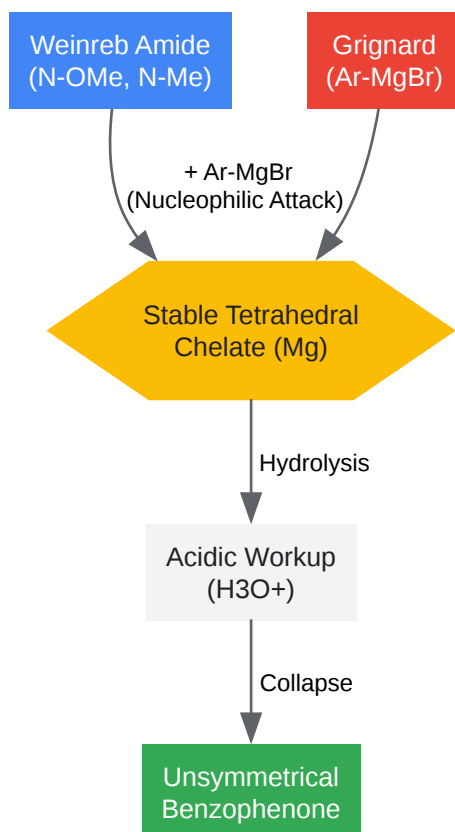 Weinreb Amide
(N-OMe, N-Me)
Grignard
(Ar-MgBr)
+ Ar-MgBr
(Nucleophilic Attack)
Stable Tetrahedral
Chelate (Mg)
Hydrolysis
Acidic Workup
(H3O+)
Collapse
Unsymmetrical
Benzophenone